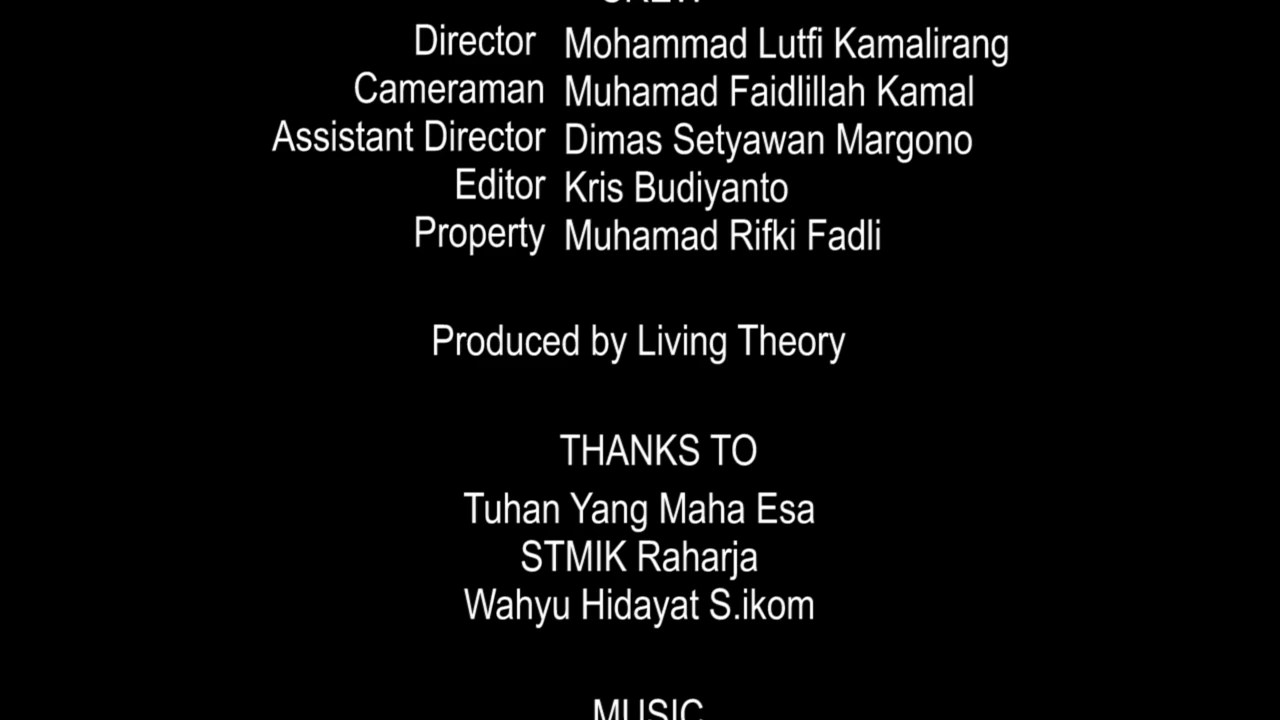 CREW
Director Mohammad Lutfi Kamalirang
Cameraman Muhamad Faidlillah Kamal
Assistant Director Dimas Setyawan Margono
Editor Kris Budiyanto
Property Muhamad Rifki Fadli
Produced by Living Theory
THANKS TO
Tuhan Yang Maha Esa
STMIK Raharja
Wahyu Hidayat S.ikom
MUSIC